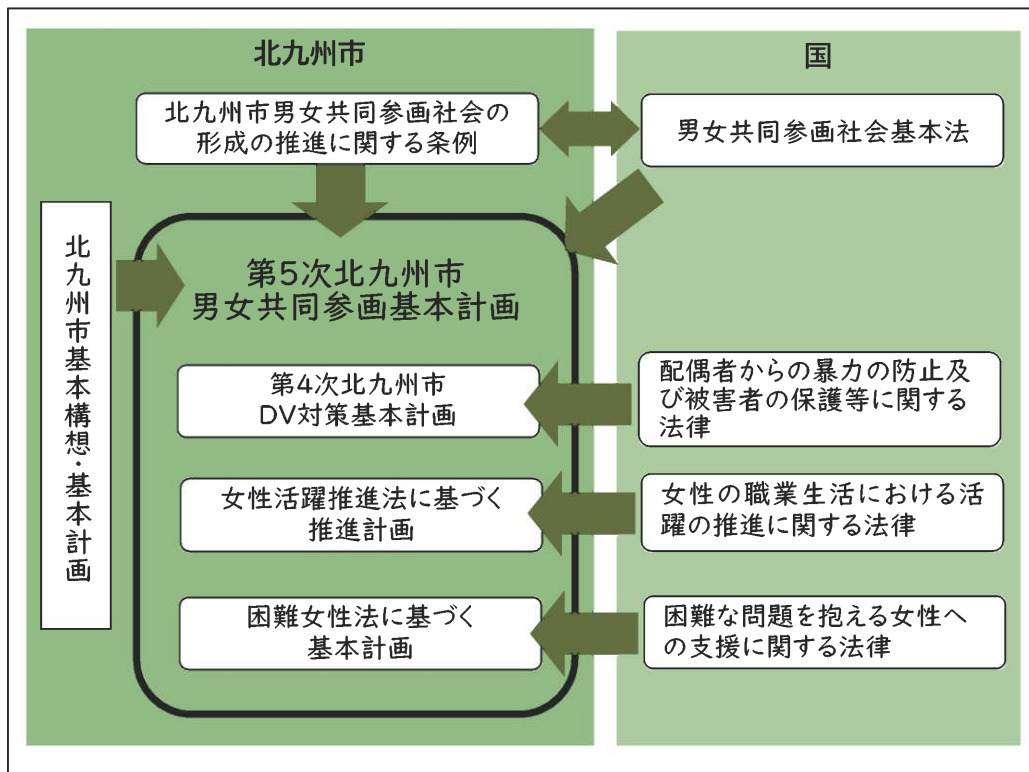 北九州市
北九州市男女共同参画社会の
形成の推進に関する条例
北九州市基本構想・基本計画
第5次北九州市
男女共同参画基本計画
第4次北九州市
DV対策基本計画
女性活躍推進法に基づく
推進計画
困難女性法に基づく
基本計画
国
男女共同参画社会基本法
配偶者からの暴力の防止及
び被害者の保護等に関する
法律
女性の職業生活における活
躍の推進に関する法律
困難な問題を抱える女性へ
の支援に関する法律